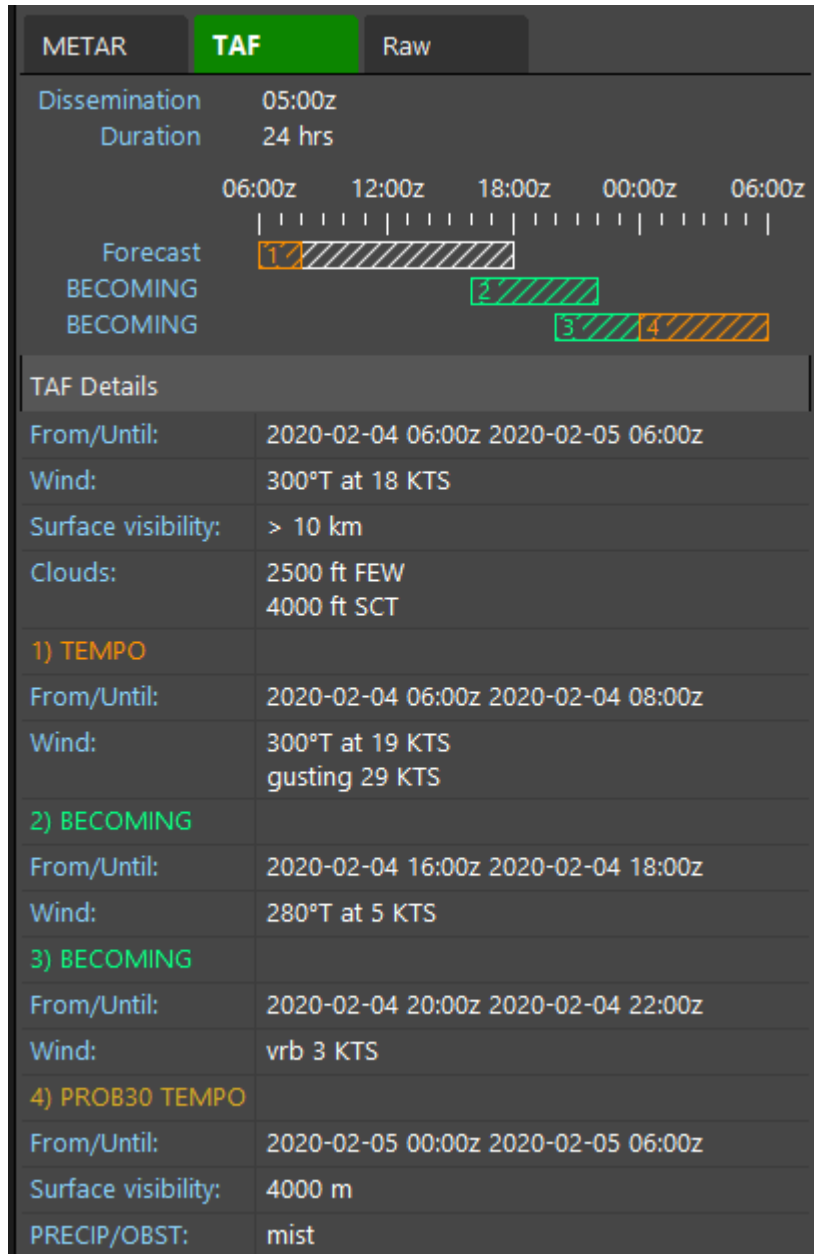 METAR TAF Raw
Dissemination 05:00z
Duration 24 hrs
06:00z 12:00z 18:00z 00:00z 06:00z
Forecast 1
BECOMING 2
BECOMING 3 4
TAF Details
From/Until: 2020-02-04 06:00z 2020-02-05 06:00z
Wind: 300°T at 18 KTS
Surface visibility: > 10 km
Clouds: 2500 ft FEW
4000 ft SCT
1) TEMPO
From/Until: 2020-02-04 06:00z 2020-02-04 08:00z
Wind: 300°T at 19 KTS
gusting 29 KTS
2) BECOMING
From/Until: 2020-02-04 16:00z 2020-02-04 18:00z
Wind: 280°T at 5 KTS
3) BECOMING
From/Until: 2020-02-04 20:00z 2020-02-04 22:00z
Wind: vrb 3 KTS
4) PROB30 TEMPO
From/Until: 2020-02-05 00:00z 2020-02-05 06:00z
Surface visibility: 4000 m
PRECIP/OBST: mist